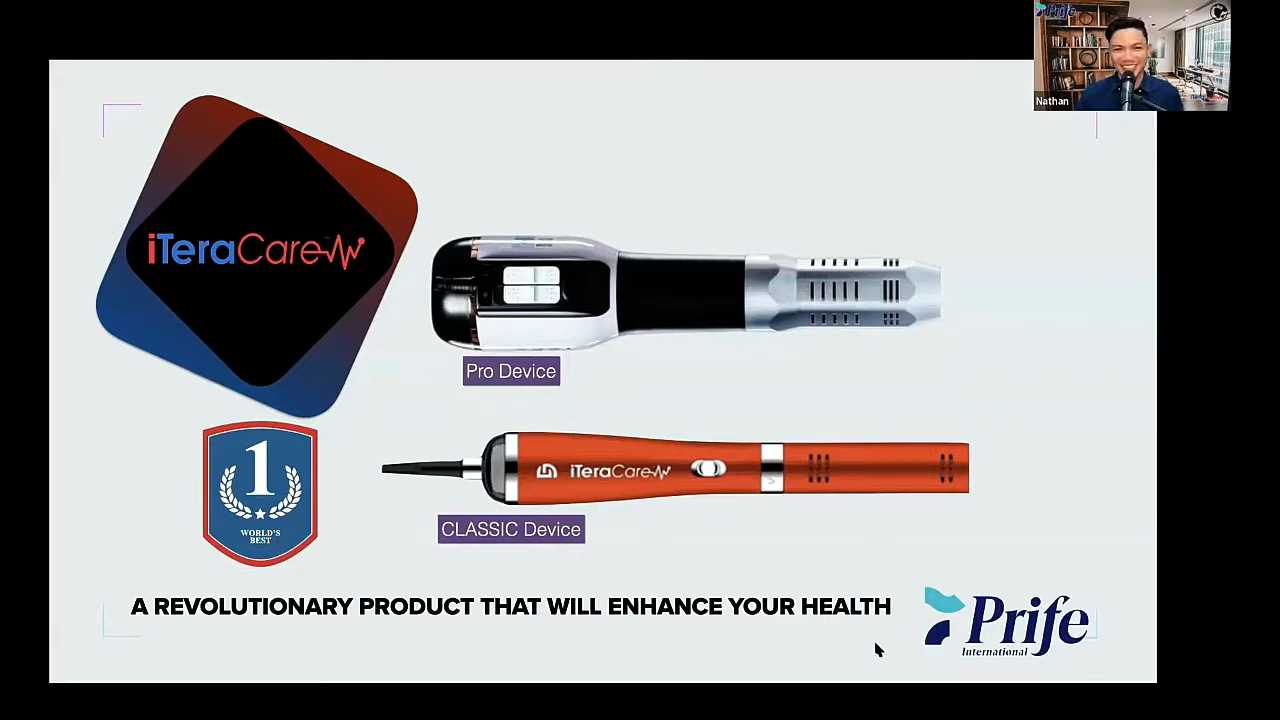 Prife
Nathan
iTeraCare
Pro Device
iTeraCare
CLASSIC Device
1
WORLD'S
BEST
A REVOLUTIONARY PRODUCT THAT WILL ENHANCE YOUR HEALTH
Prife
International